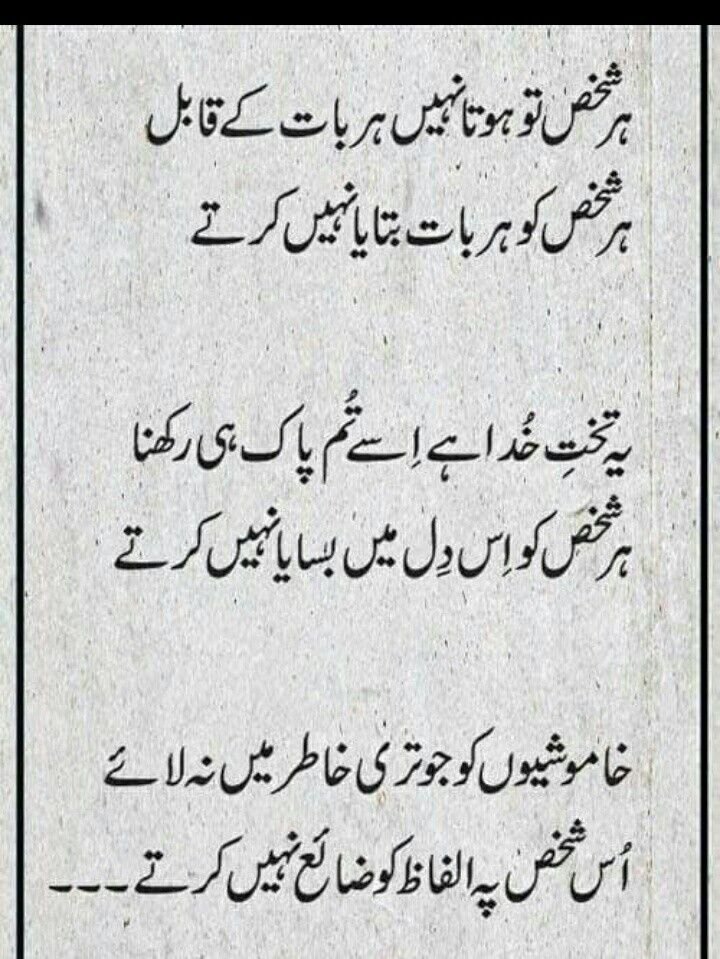 ہر شخص تو ہوتا نہیں ہر بات کے قابل
ہر شخص کو ہر بات بتایا نہیں کرتے
یہ تختِ خُدا ہے اِسے تُم پاک ہی رکھنا
ہر شخص کو اِس دِل میں بسایا نہیں کرتے
خاموشیوں کو جو تری خاطر میں نہ لائے
اُس شخص پہ الفاظ کو ضائع نہیں کرتے ۔۔۔